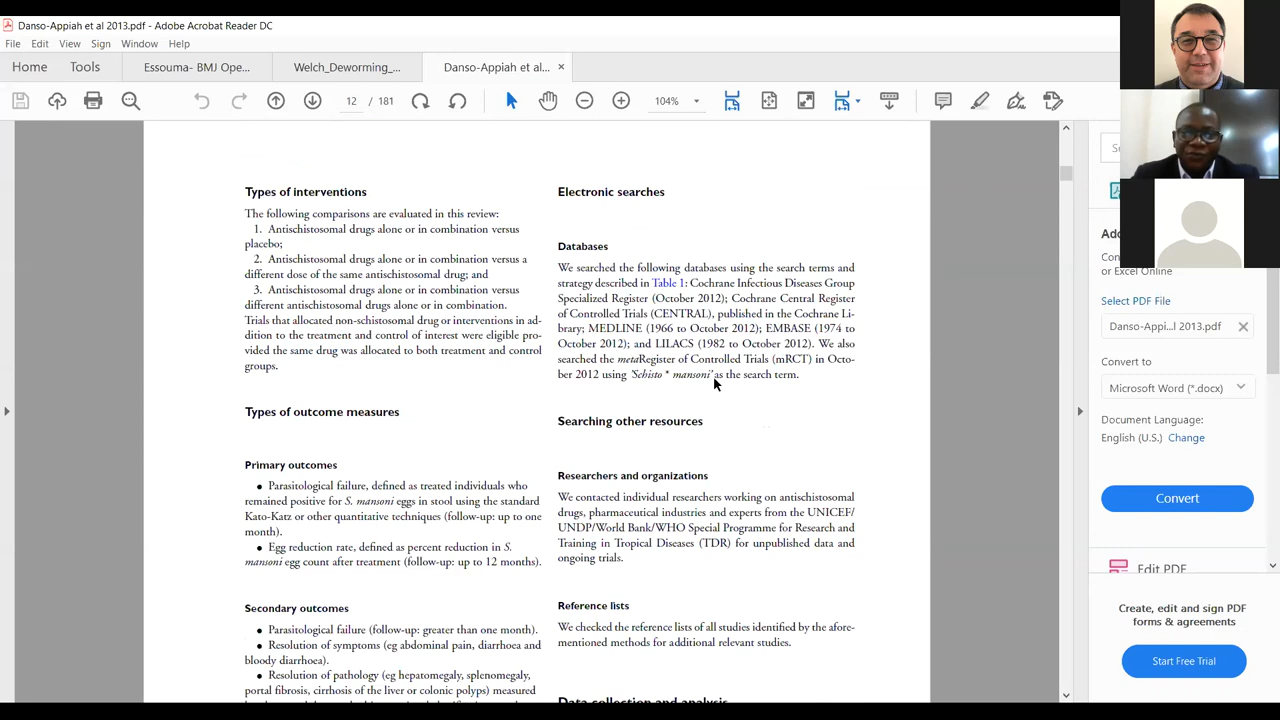 Danso-Appiah et al 2013.pdf - Adobe Acrobat Reader DC
File Edit View Sign Window Help
Home Tools Essouma- BMJ Ope... Welch_Deworming_... Danso-Appiah et al... ×
12 / 181 104%
Types of interventions
The following comparisons are evaluated in this review:
1. Antischistosomal drugs alone or in combination versus
placebo;
2. Antischistosomal drugs alone or in combination versus a
different dose of the same antischistosomal drug; and
3. Antischistosomal drugs alone or in combination versus
different antischistosomal drugs alone or in combination.
Trials that allocated non-schistosomal drug or interventions in ad-
dition to the treatment and control of interest were eligible pro-
vided the same drug was allocated to both treatment and control
groups.
Types of outcome measures
Primary outcomes
● Parasitological failure, defined as treated individuals who
remained positive for S. mansoni eggs in stool using the standard
Kato-Katz or other quantitative techniques (follow-up: up to one
month).
● Egg reduction rate, defined as percent reduction in S.
mansoni egg count after treatment (follow-up: up to 12 months).
Secondary outcomes
● Parasitological failure (follow-up: greater than one month).
● Resolution of symptoms (eg abdominal pain, diarrhoea and
bloody diarrhoea).
● Resolution of pathology (eg hepatomegaly, splenomegaly,
portal fibrosis, cirrhosis of the liver or colonic polyps) measured
Electronic searches
Databases
We searched the following databases using the search terms and
strategy described in Table 1: Cochrane Infectious Diseases Group
Specialized Register (October 2012); Cochrane Central Register
of Controlled Trials (CENTRAL), published in the Cochrane Li-
brary; MEDLINE (1966 to October 2012); EMBASE (1974 to
October 2012); and LILACS (1982 to October 2012). We also
searched the metaRegister of Controlled Trials (mRCT) in Octo-
ber 2012 using 'Schisto * mansoni' as the search term.
Searching other resources
Researchers and organizations
We contacted individual researchers working on antischistosomal
drugs, pharmaceutical industries and experts from the UNICEF/
UNDP/World Bank/WHO Special Programme for Research and
Training in Tropical Diseases (TDR) for unpublished data and
ongoing trials.
Reference lists
We checked the reference lists of all studies identified by the afore-
mentioned methods for additional relevant studies.
Data collection and analysis
or Excel Online
Select PDF File
Danso-Appi...l 2013.pdf
Convert to
Microsoft Word (*.docx)
Document Language:
English (U.S.) Change
Convert
Edit PDF
Create, edit and sign PDF
forms & agreements
Start Free Trial